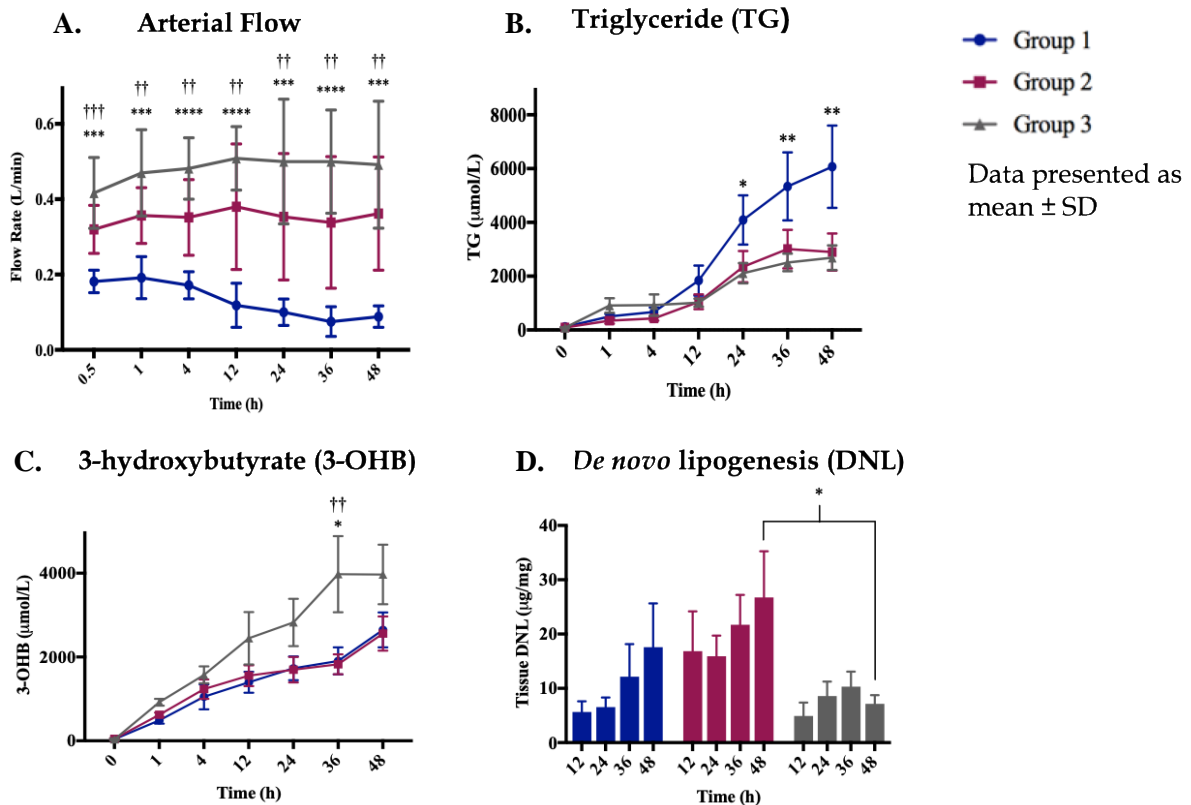 A. Arterial Flow
†††
***
††
***
††
****
††
****
††
***
††
****
††
***
Flow Rate (L/min)
0.6
0.4
0.2
0.0
0.5 1 4 12 24 36 48
Time (h)
B. Triglyceride (TG)
*
**
**
TG (μmol/L)
8000
6000
4000
2000
0
0 1 4 12 24 36 48
Time (h)
Group 1
Group 2
Group 3
Data presented as
mean ± SD
C. 3-hydroxybutyrate (3-OHB)
††
*
3-OHB (μmol/L)
4000
2000
0
0 1 4 12 24 36 48
Time (h)
D. De novo lipogenesis (DNL)
*
Tissue DNL (μg/mg)
40
30
20
10
0
12 24 36 48 12 24 36 48 12 24 36 48
Time (h)